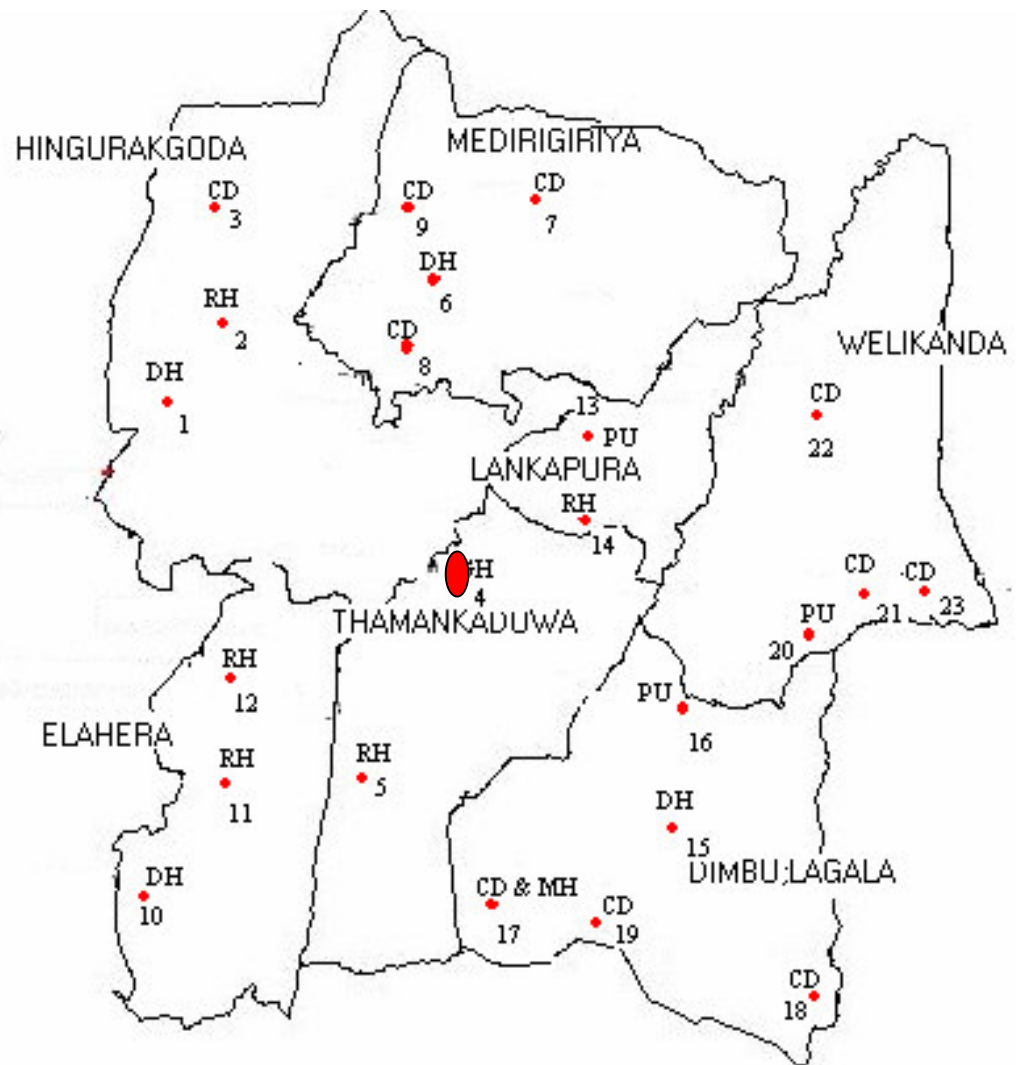 HINGURAKGODA
MEDIRIGIRIYA
CD
3
CD
9
CD
7
DH
6
RH
2
CD
8
WELIKANDA
DH
1
CD
22
13
PU
LANKAPURA
RH
14
GH
4
THAMANKADUWA
CD
21
CD
23
PU
20
RH
12
PU
16
ELAHERA
RH
11
RH
5
DH
15
DIMBU;LAGALA
DH
10
CD & MH
17
CD
19
CD
18